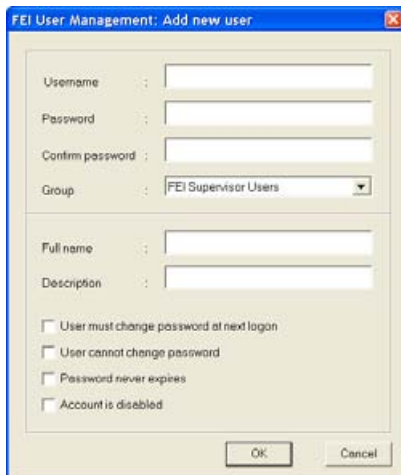 FEI User Management: Add new user
Username :
Password :
Confirm password :
Group : FEI Supervisor Users
Full name :
Description :
User must change password at next logon
User cannot change password
Password never expires
Account is disabled
OK Cancel